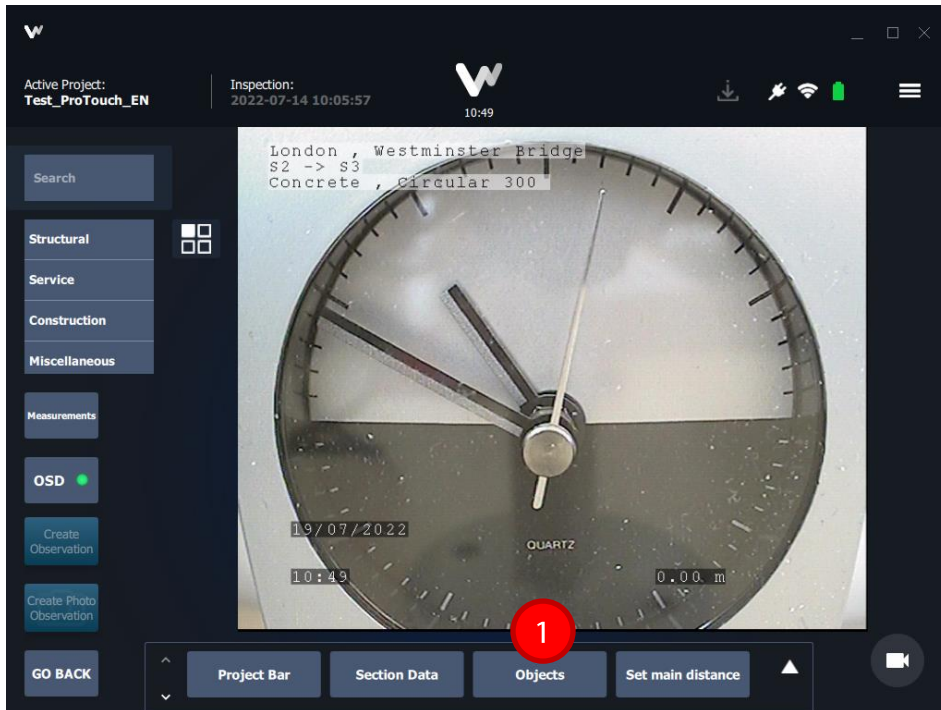 Active Project:
Test_ProTouch_EN
Inspection:
2022-07-14 10:05:57
10:49
Search
Structural
Service
Construction
Miscellaneous
Measurements
OSD
Create
Observation
Create Photo
Observation
GO BACK
London , Westminster Bridge
S2 -> S3
Concrete , Circular 300
19/07/2022
QUARTZ
10:49
0.00 m
1
Project Bar
Section Data
Objects
Set main distance